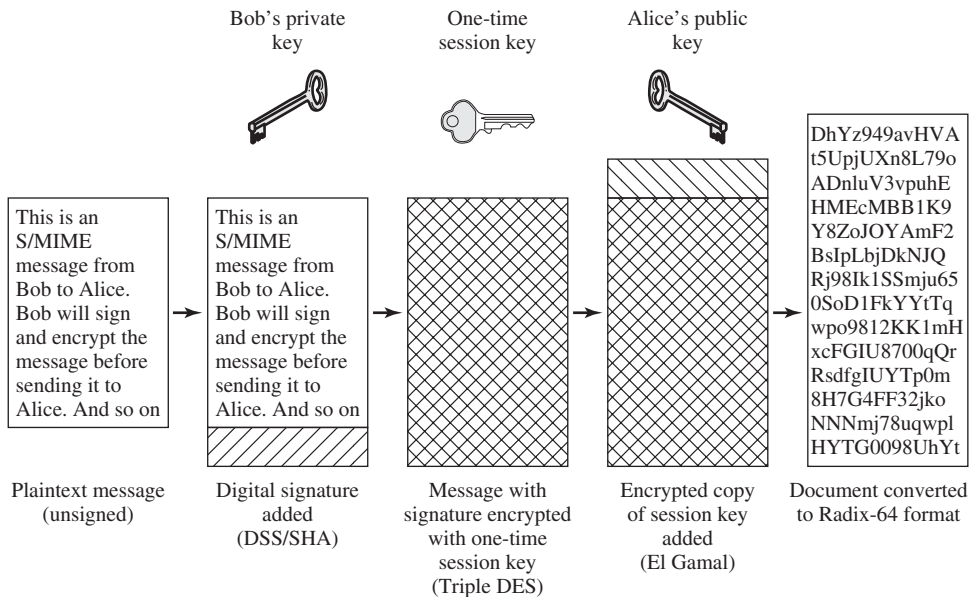 Bob’s private
key
One-time
session key
Alice’s public
key
This is an
S/MIME
message from
Bob to Alice.
Bob will sign
and encrypt the
message before
sending it to
Alice. And so on
This is an
S/MIME
message from
Bob to Alice.
Bob will sign
and encrypt the
message before
sending it to
Alice. And so on
DhYz949avHVA
t5UpjUXn8L79o
ADnluV3vpuhE
HMEcMBB1K9
Y8ZoJOYAmF2
BsIpLbjDkNJQ
Rj98Ik1SSmju65
0SoD1FkYYtTq
wpo9812KK1mH
xcFGIU8700qQr
RsdfgIUYTp0m
8H7G4FF32jko
NNNmj78uqwpl
HYTG0098UhYt
Plaintext message
(unsigned)
Digital signature
added
(DSS/SHA)
Message with
signature encrypted
with one-time
session key
(Triple DES)
Encrypted copy
of session key
added
(El Gamal)
Document converted
to Radix-64 format